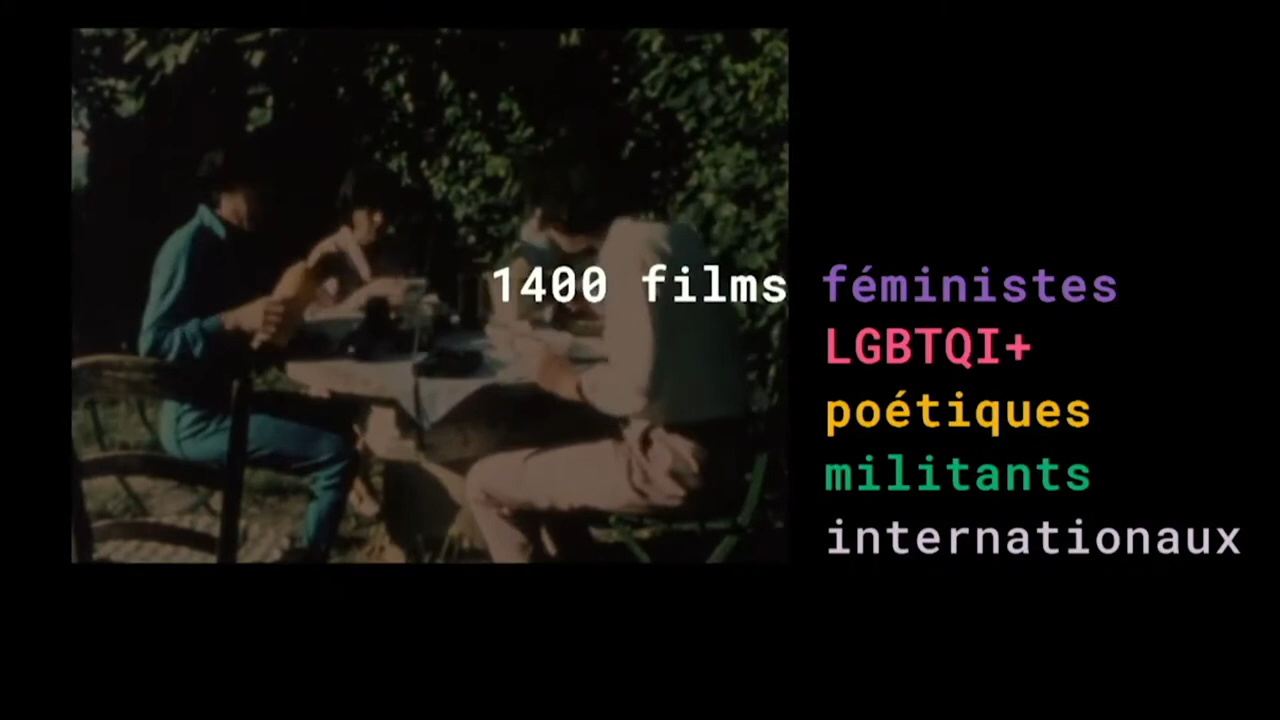 1400 films féministes
LGBTQI+
poétiques
militants
internationaux